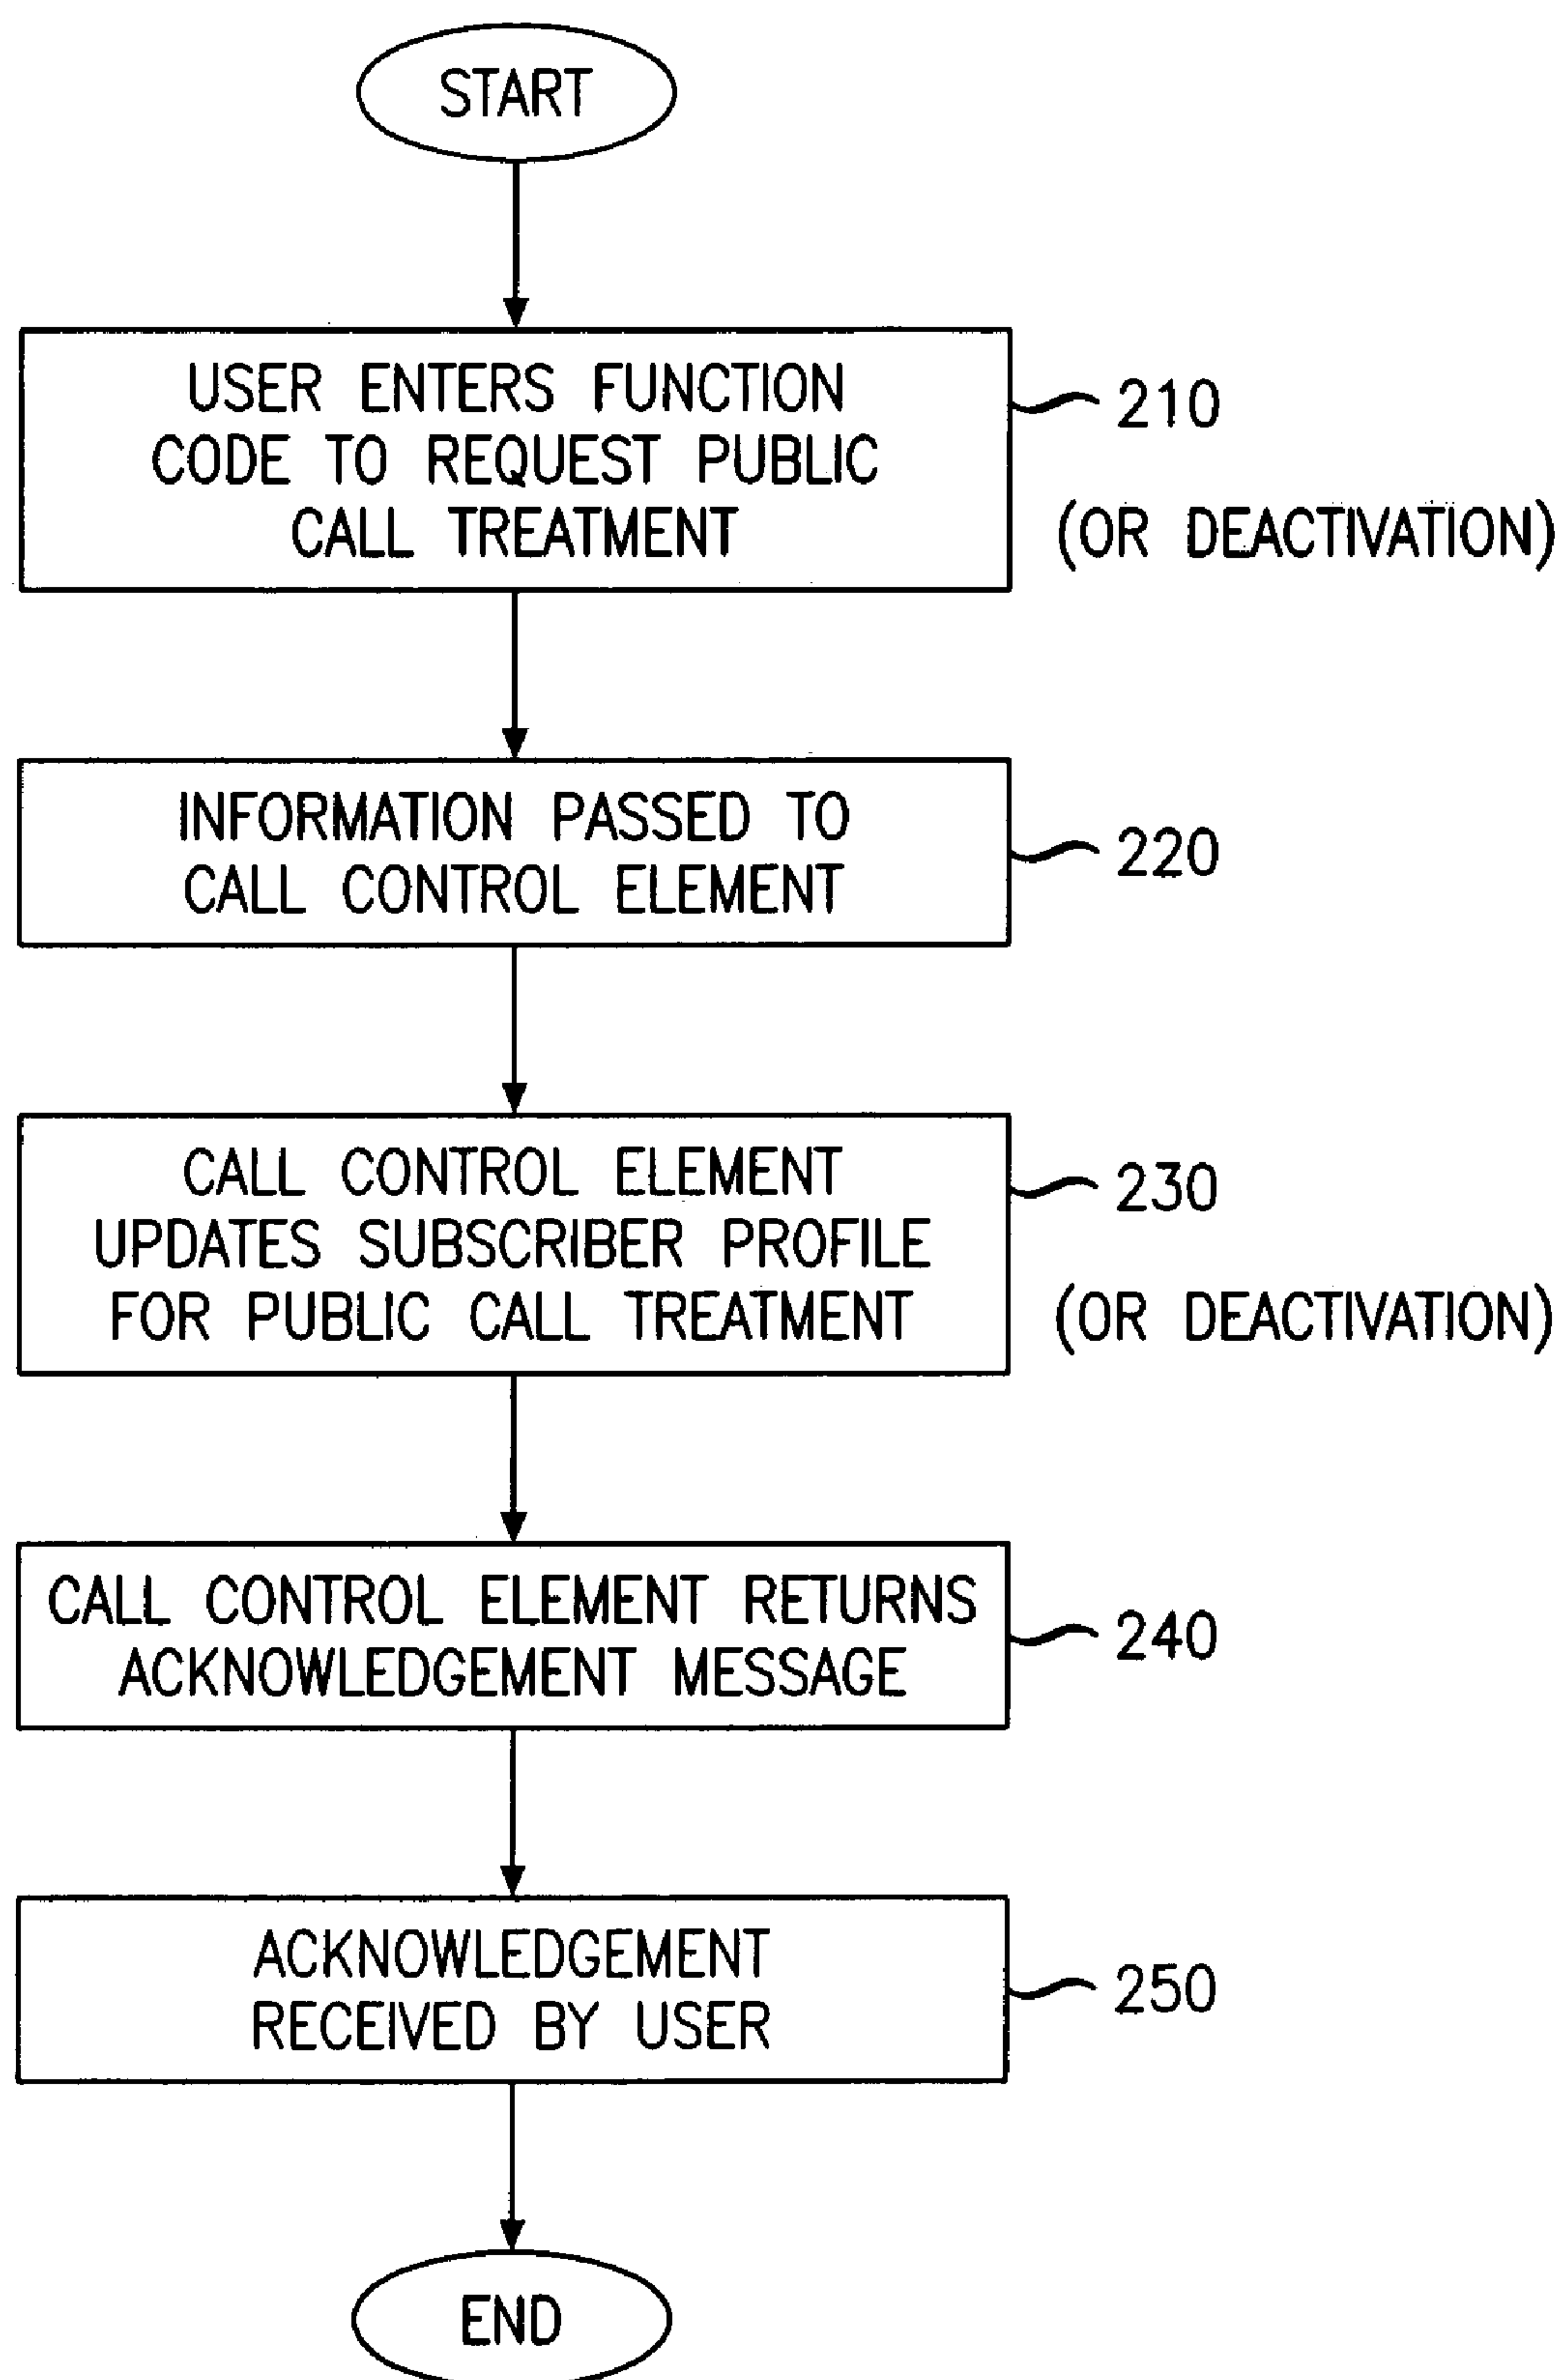 START
USER ENTERS FUNCTION
CODE TO REQUEST PUBLIC
CALL TREATMENT
210
(OR DEACTIVATION)
INFORMATION PASSED TO
CALL CONTROL ELEMENT
220
CALL CONTROL ELEMENT
UPDATES SUBSCRIBER PROFILE
FOR PUBLIC CALL TREATMENT
230
(OR DEACTIVATION)
CALL CONTROL ELEMENT RETURNS
ACKNOWLEDGEMENT MESSAGE
240
ACKNOWLEDGEMENT
RECEIVED BY USER
250
END